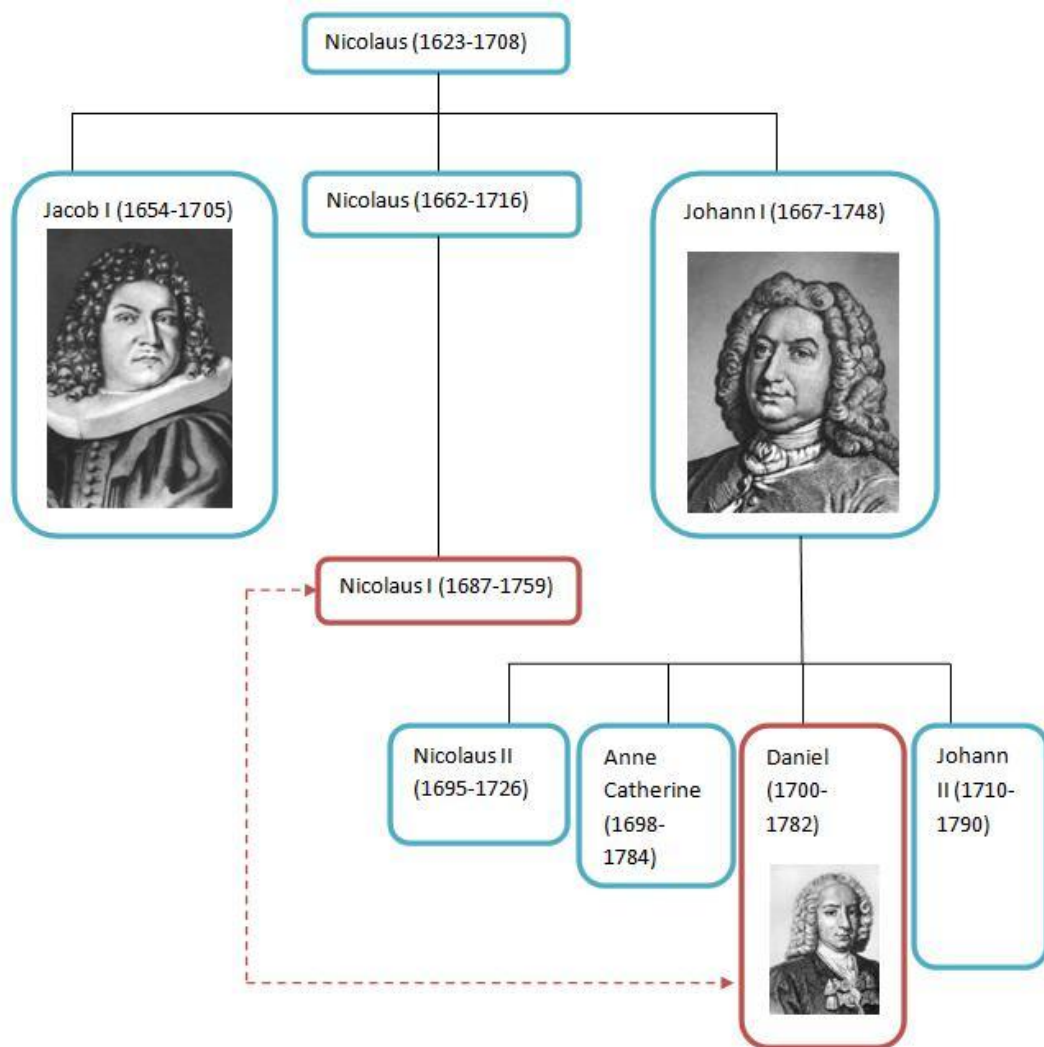 Nicolaus (1623-1708)
Jacob I (1654-1705)
Nicolaus (1662-1716)
Johann I (1667-1748)
Nicolaus I (1687-1759)
Nicolaus II
(1695-1726)
Anne
Catherine
(1698-
1784)
Daniel
(1700-
1782)
Johann
II (1710-
1790)